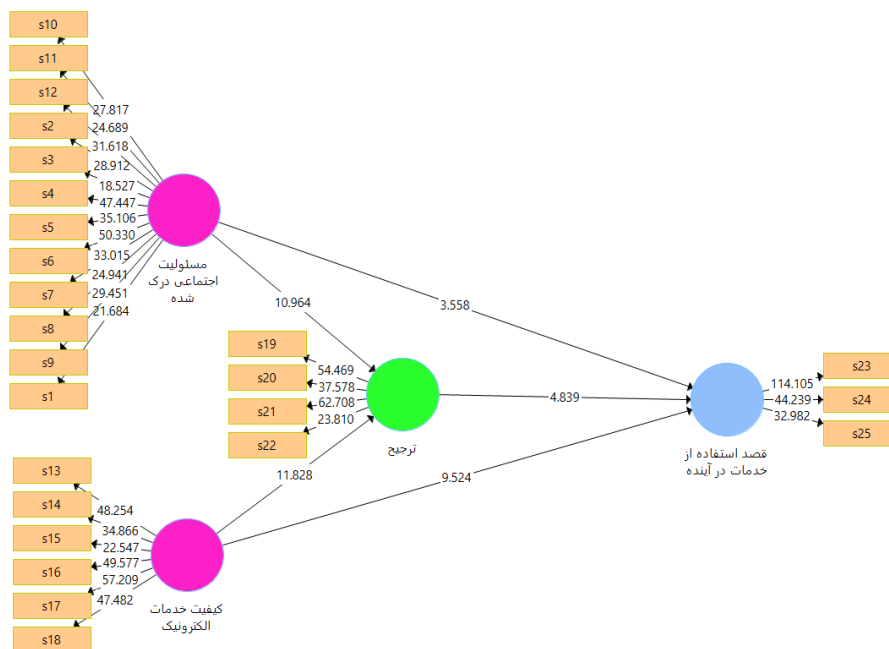 s10
s11
s12
s2
s3
s4
s5
s6
s7
s8
s9
s1
27.817
24.689
31.618
28.912
18.527
47.447
35.106
50.330
33.015
24.941
29.451
21.684
مسئولیت
اجتماعی درک
شده
10.964
3.558
s19
s20
s21
s22
54.469
37.578
62.708
23.810
ترجیح
4.839
114.105
44.239
32.982
s23
s24
s25
قصد استفاده از
خدمات در آینده
11.828
9.524
s13
s14
s15
s16
s17
s18
48.254
34.866
22.547
49.577
57.209
47.482
کیفیت خدمات
الکترونیک